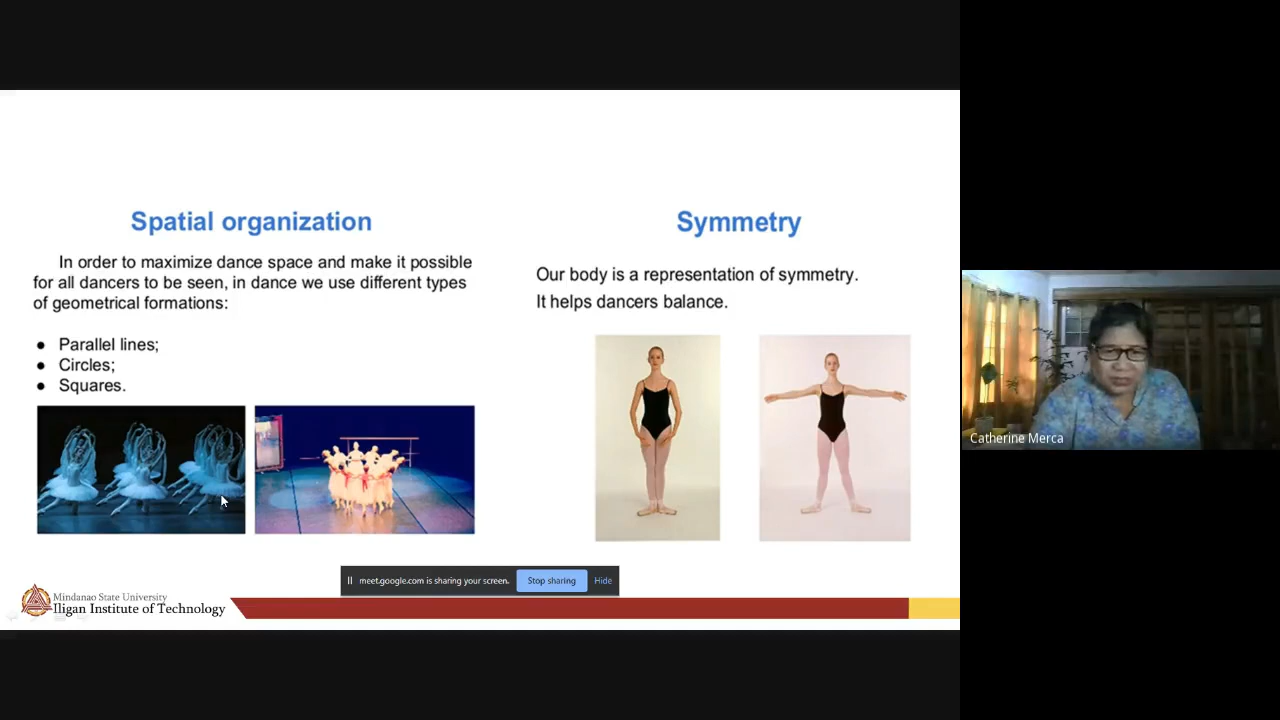 Spatial organization
In order to maximize dance space and make it possible
for all dancers to be seen, in dance we use different types
of geometrical formations:
● Parallel lines;
● Circles;
● Squares.
Symmetry
Our body is a representation of symmetry.
It helps dancers balance.
meet.google.com is sharing your screen. Stop sharing Hide
Mindanao State University
Iligan Institute of Technology
Catherine Merca